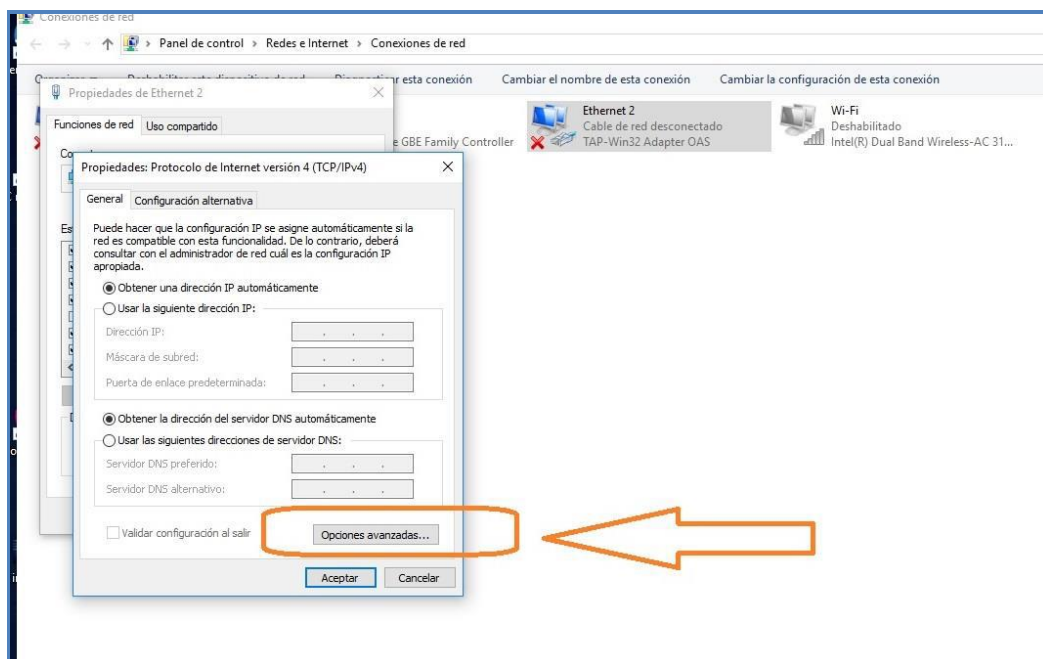 Conexiones de red
Panel de control > Redes e Internet > Conexiones de red
esta conexión Cambiar el nombre de esta conexión Cambiar la configuración de esta conexión
Propiedades de Ethernet 2
Funciones de red Uso compartido
e GBE Family Controller
Ethernet 2
Cable de red desconectado
TAP-Win32 Adapter OAS
Wi-Fi
Deshabilitado
Intel(R) Dual Band Wireless-AC 31...
Propiedades: Protocolo de Internet versión 4 (TCP/IPv4)
General Configuración alternativa
Puede hacer que la configuración IP se asigne automáticamente si la
red es compatible con esta funcionalidad. De lo contrario, deberá
consultar con el administrador de red cuál es la configuración IP
apropiada.
Obtener una dirección IP automáticamente
Usar la siguiente dirección IP:
Dirección IP:
Máscara de subred:
Puerta de enlace predeterminada:
Obtener la dirección del servidor DNS automáticamente
Usar las siguientes direcciones de servidor DNS:
Servidor DNS preferido:
Servidor DNS alternativo:
Validar configuración al salir
Opciones avanzadas...
Aceptar Cancelar